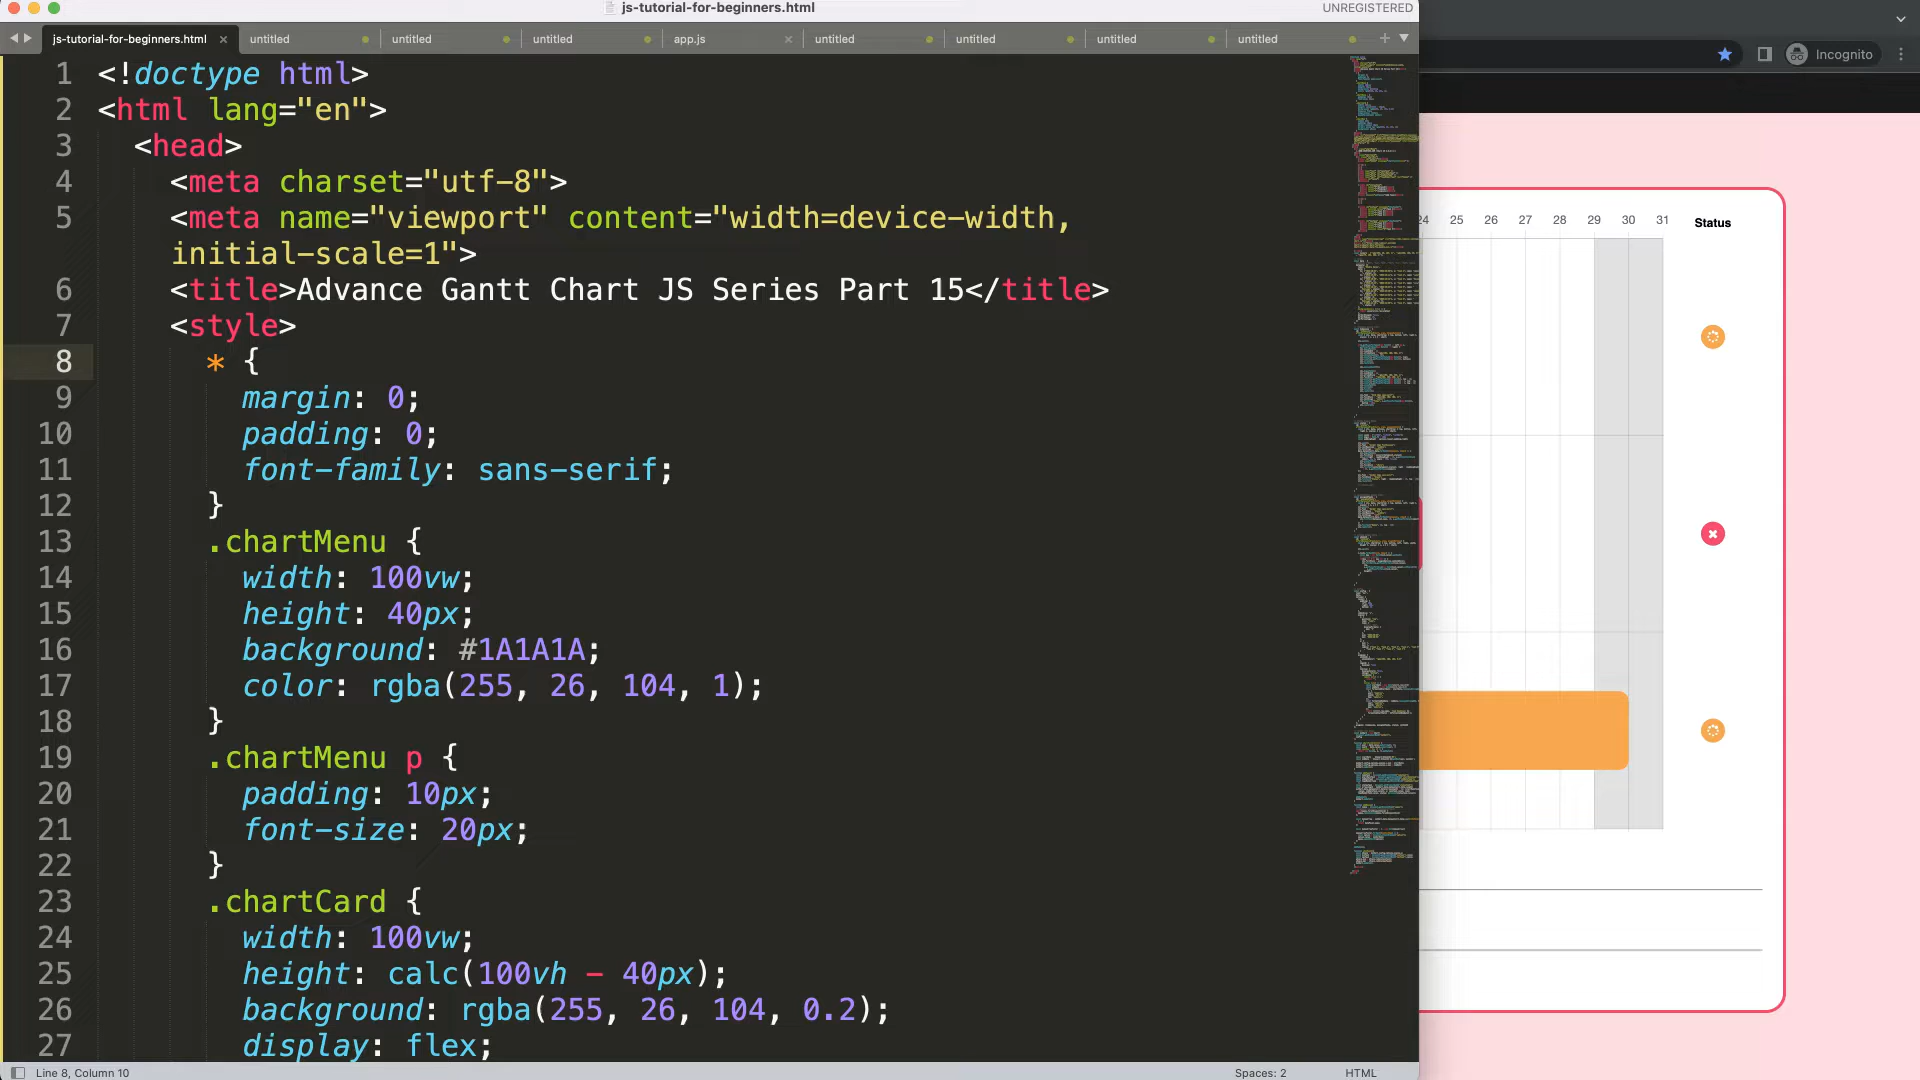 js-tutorial-for-beginners.html
UNREGISTERED
js-tutorial-for-beginners.html × untitled untitled untitled app.js × untitled untitled untitled untitled
Incognito
1 <!doctype html>
2 <html lang="en">
3 <head>
4 <meta charset="utf-8">
5 <meta name="viewport" content="width=device-width,
initial-scale=1">
6 <title>Advance Gantt Chart JS Series Part 15</title>
7 <style>
8 * {
9 margin: 0;
10 padding: 0;
11 font-family: sans-serif;
12 }
13 .chartMenu {
14 width: 100vw;
15 height: 40px;
16 background: #1A1A1A;
17 color: rgba(255, 26, 104, 1);
18 }
19 .chartMenu p {
20 padding: 10px;
21 font-size: 20px;
22 }
23 .chartCard {
24 width: 100vw;
25 height: calc(100vh - 40px);
26 background: rgba(255, 26, 104, 0.2);
27 display: flex;
24 25 26 27 28 29 30 31 Status
Line 8, Column 10
Spaces: 2
HTML